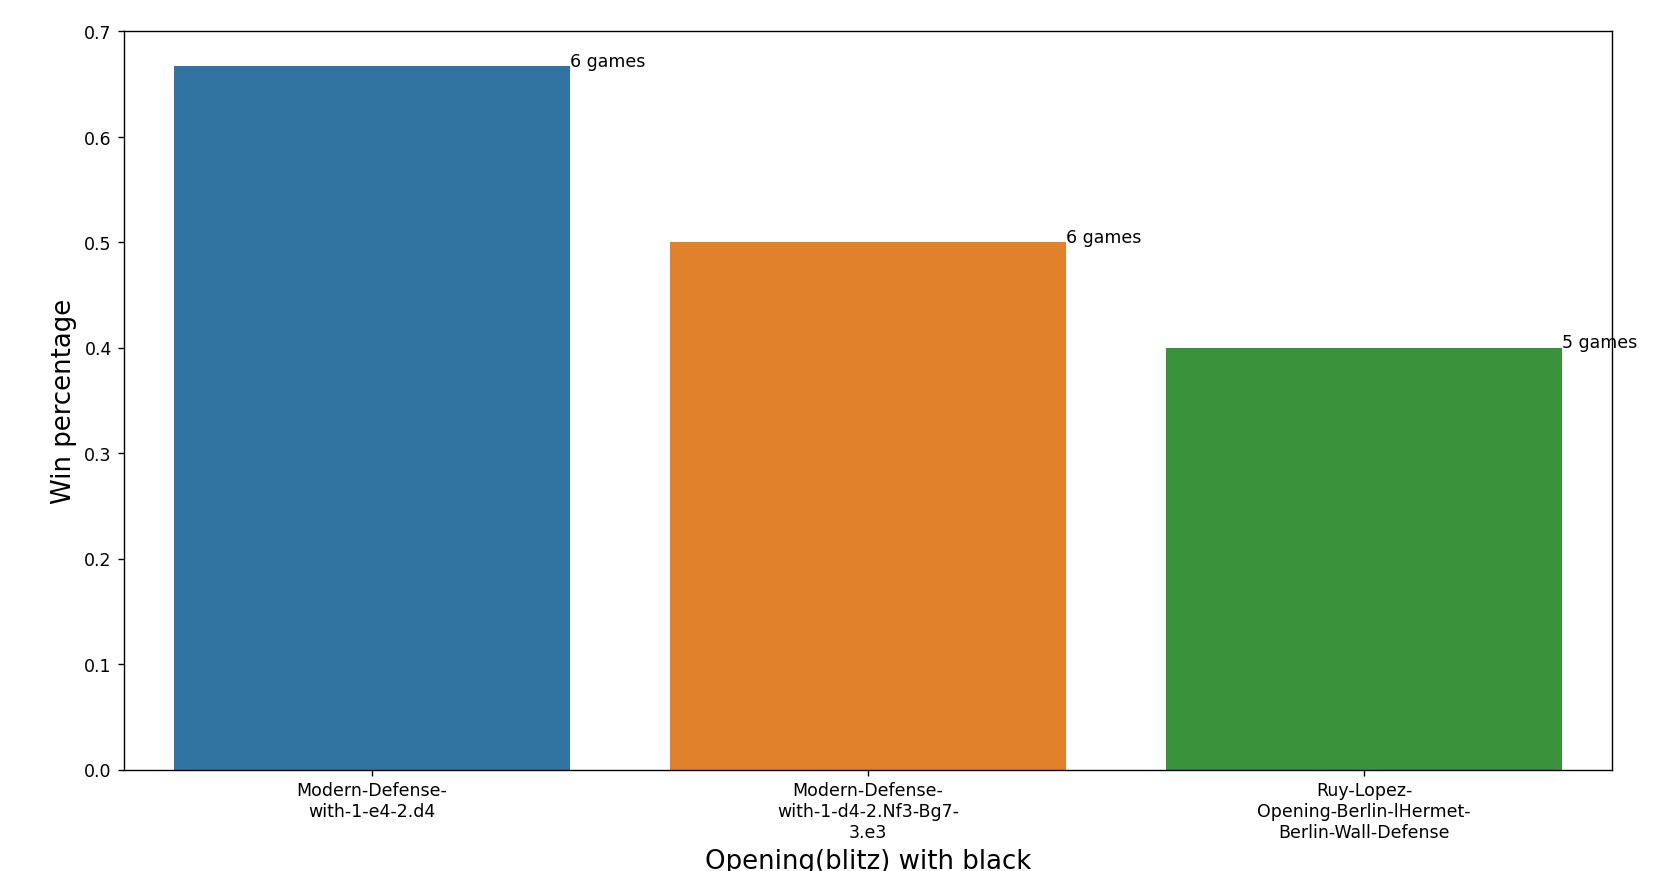 0.7
0.6
0.5
0.4
0.3
0.2
0.1
0.0
Win percentage
6 games
6 games
5 games
Modern-Defense-
with-1-e4-2.d4
Modern-Defense-
with-1-d4-2.Nf3-Bg7-
3.e3
Ruy-Lopez-
Opening-Berlin-lHermet-
Berlin-Wall-Defense
Opening(blitz) with black